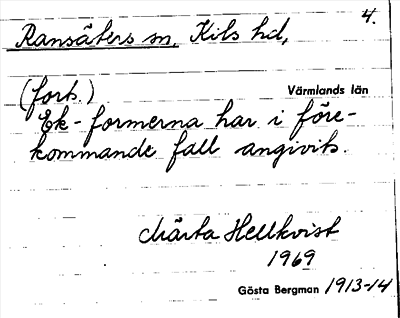 4.
Ransäters sn, Kils hd,
(forts.) Värmlands län
Ek-formerna har i före-
kommande fall angivits.
Märta Hellkvist
1969
Gösta Bergman 1913-14